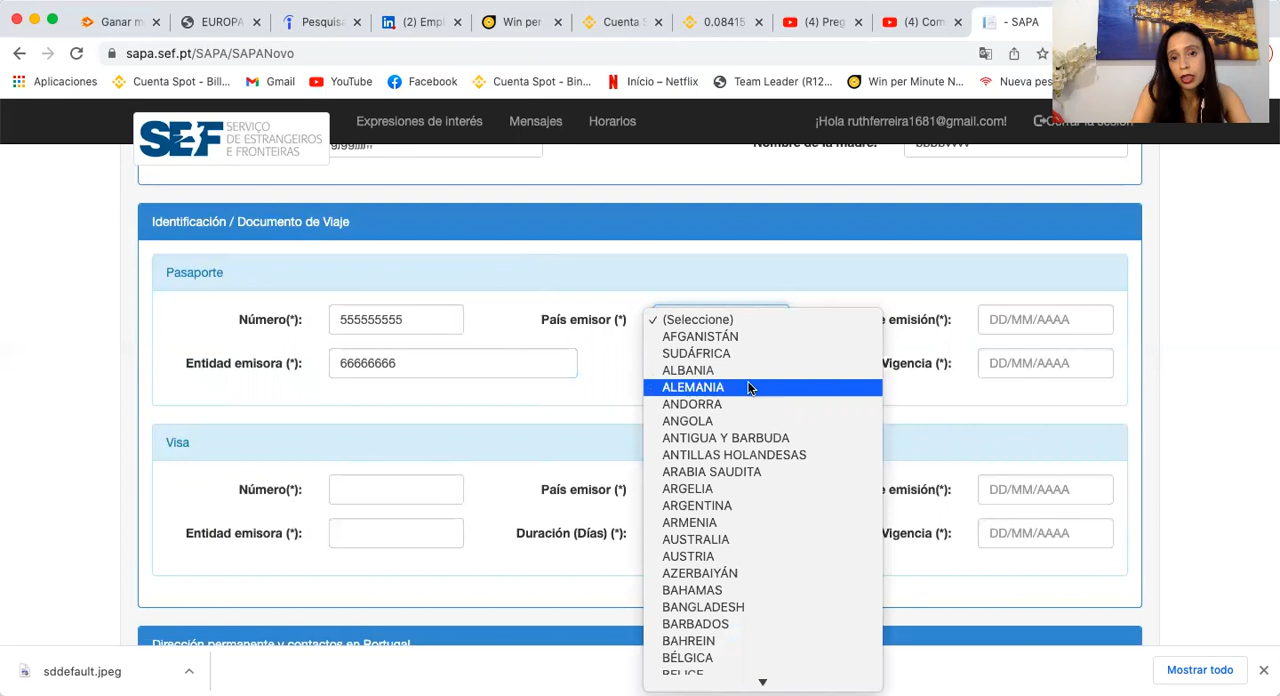 Ganar m
EUROPA
Pesquisa
(2) Empl
Win per
Cuenta S
0.08415
(4) Preg
(4) Com
- SAPA
sapa.sef.pt/SAPA/SAPANovo
Aplicaciones
Cuenta Spot - Bill...
Gmail
YouTube
Facebook
Cuenta Spot - Bin...
Início – Netflix
Team Leader (R12...
Win per Minute N...
Nueva pes
SEF SERVIÇO
DE ESTRANGEIROS
E FRONTEIRAS
Expresiones de interés
Mensajes
Horarios
¡Hola ruthferreira1681@gmail.com!
Cerrar la sesión
Nombre de la madre:
Identificación / Documento de Viaje
Pasaporte
Número(*):
555555555
País emisor (*)
e emisión(*):
DD/MM/AAAA
Entidad emisora (*):
66666666
Vigencia (*):
DD/MM/AAAA
Visa
Número(*):
País emisor (*)
e emisión(*):
DD/MM/AAAA
Entidad emisora (*):
Duración (Días) (*):
Vigencia (*):
DD/MM/AAAA
✓ (Seleccione)
AFGANISTÁN
SUDÁFRICA
ALBANIA
ALEMANIA
ANDORRA
ANGOLA
ANTIGUA Y BARBUDA
ANTILLAS HOLANDESAS
ARABIA SAUDITA
ARGELIA
ARGENTINA
ARMENIA
AUSTRALIA
AUSTRIA
AZERBAIYÁN
BAHAMAS
BANGLADESH
BARBADOS
BAHREIN
BÉLGICA
BELICE
Dirección permanente y contactos en Portugal
sddefault.jpeg
Mostrar todo